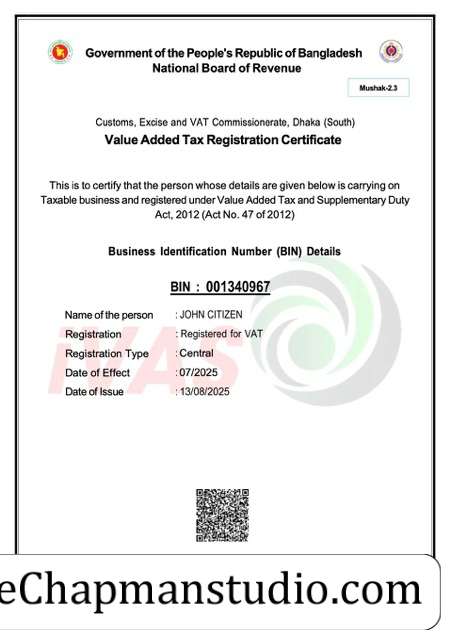 Government of the People's Republic of Bangladesh
National Board of Revenue
Mushak-2.3
Customs, Excise and VAT Commissionerate, Dhaka (South)
Value Added Tax Registration Certificate
This is to certify that the person whose details are given below is carrying on
Taxable business and registered under Value Added Tax and Supplementary Duty
Act, 2012 (Act No. 47 of 2012)
Business Identification Number (BIN) Details
BIN : 001340967
Name of the person : JOHN CITIZEN
Registration : Registered for VAT
Registration Type : Central
Date of Effect : 07/2025
Date of Issue : 13/08/2025
iVAS
eChapmanstudio.com